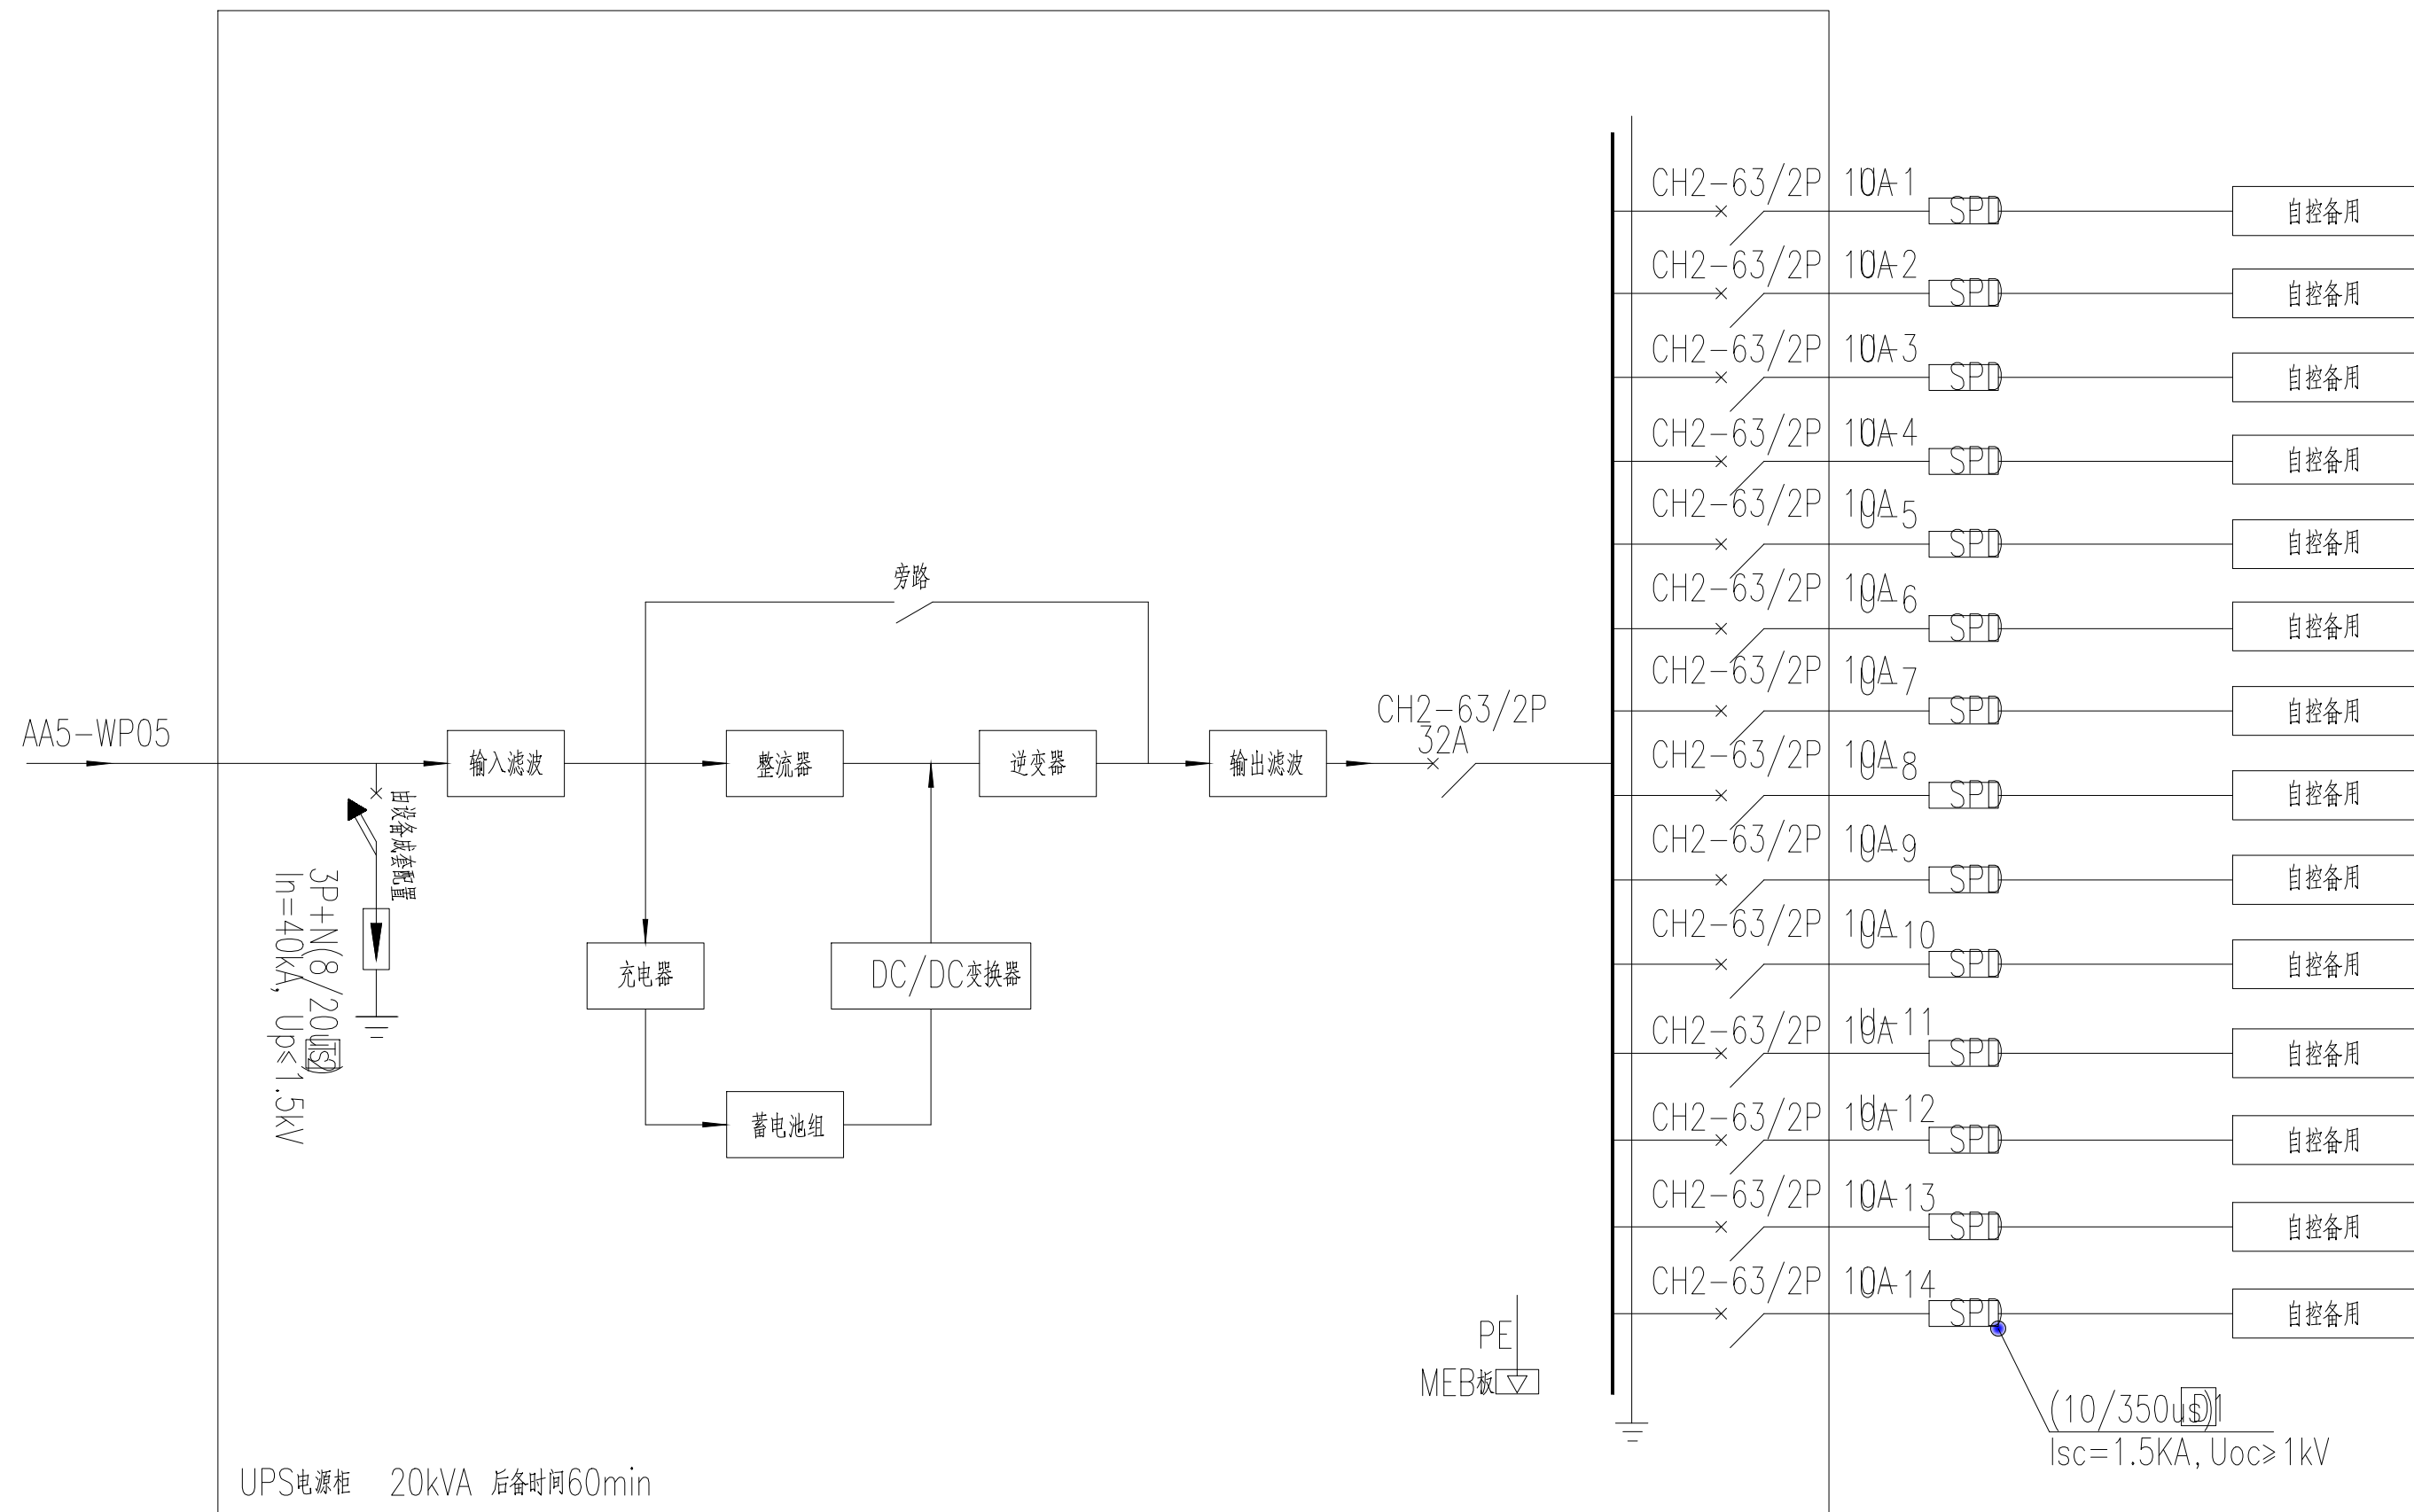 CH2-63/2P 10A
U-1
SPD
自控备用
CH2-63/2P 10A
U-2
SPD
自控备用
CH2-63/2P 10A
U-3
SPD
自控备用
CH2-63/2P 10A
U-4
SPD
自控备用
CH2-63/2P 10A
U-5
SPD
自控备用
CH2-63/2P 10A
U-6
SPD
自控备用
CH2-63/2P 10A
U-7
SPD
自控备用
CH2-63/2P 10A
U-8
SPD
自控备用
CH2-63/2P 10A
U-9
SPD
自控备用
CH2-63/2P 10A
U-10
SPD
自控备用
CH2-63/2P 10A
U-11
SPD
自控备用
CH2-63/2P 10A
U-12
SPD
自控备用
CH2-63/2P 10A
U-13
SPD
自控备用
CH2-63/2P 10A
U-14
SPD
自控备用
旁路
AA5-WP05
输入滤波
整流器
逆变器
输出滤波
CH2-63/2P
32A
由设备成套配置
3P+N(8/20us)
T2
In=40kA, Up≤1.5kV
充电器
DC/DC变换器
蓄电池组
PE
MEB板
(10/350us)
D1
Isc=1.5KA,Uoc≥1kV
UPS电源柜 20kVA 后备时间60min